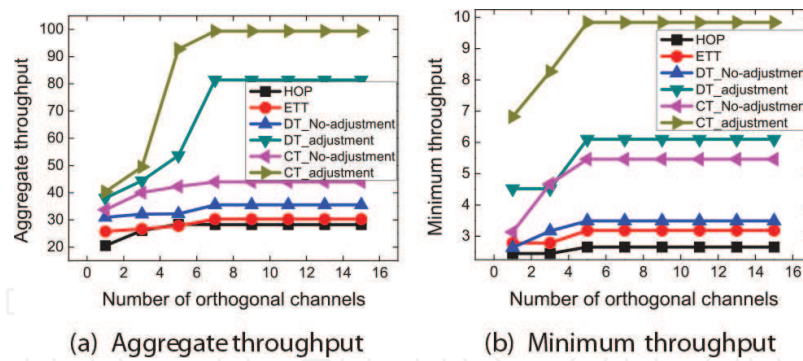 Aggregate throughput
100
90
80
70
60
50
40
30
20
0 2 4 6 8 10 12 14 16
Number of orthogonal channels
HOP
ETT
DT_No-adjustment
DT_adjustment
CT_No-adjustment
CT_adjustment
(a) Aggregate throughput
Minimum throughput
10
9
8
7
6
5
4
3
0 2 4 6 8 10 12 14 16
Number of orthogonal channels
HOP
ETT
DT_No-adjustment
DT_adjustment
CT_No-adjustment
CT_adjustment
(b) Minimum throughput